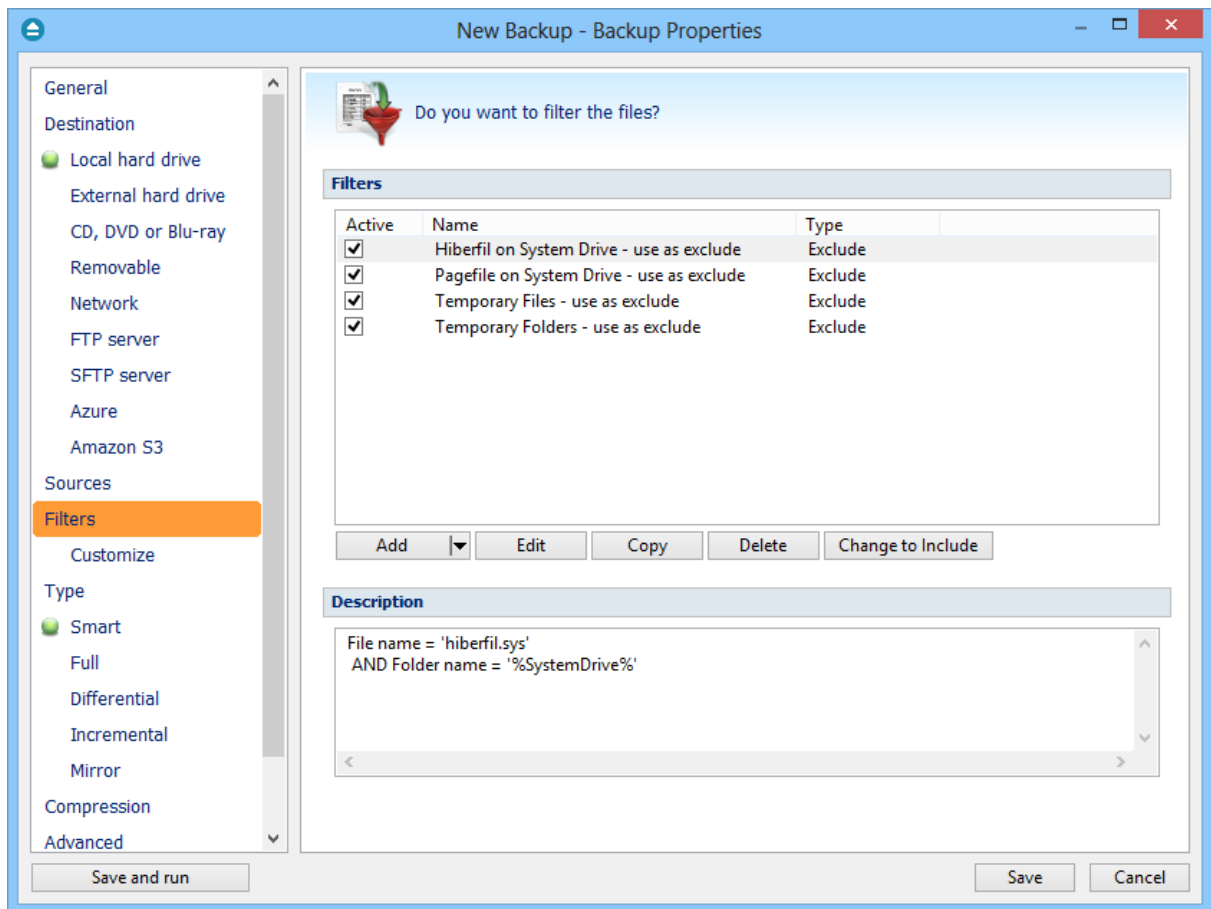 New Backup - Backup Properties
General
Destination
Local hard drive
External hard drive
CD, DVD or Blu-ray
Removable
Network
FTP server
SFTP server
Azure
Amazon S3
Sources
Filters
Customize
Type
Smart
Full
Differential
Incremental
Mirror
Compression
Advanced
Do you want to filter the files?
Filters
Active Name Type
Hiberfil on System Drive - use as exclude Exclude
Pagefile on System Drive - use as exclude Exclude
Temporary Files - use as exclude Exclude
Temporary Folders - use as exclude Exclude
Add Edit Copy Delete Change to Include
Description
File name = 'hiberfil.sys'
AND Folder name = '%SystemDrive%'
Save and run Save Cancel